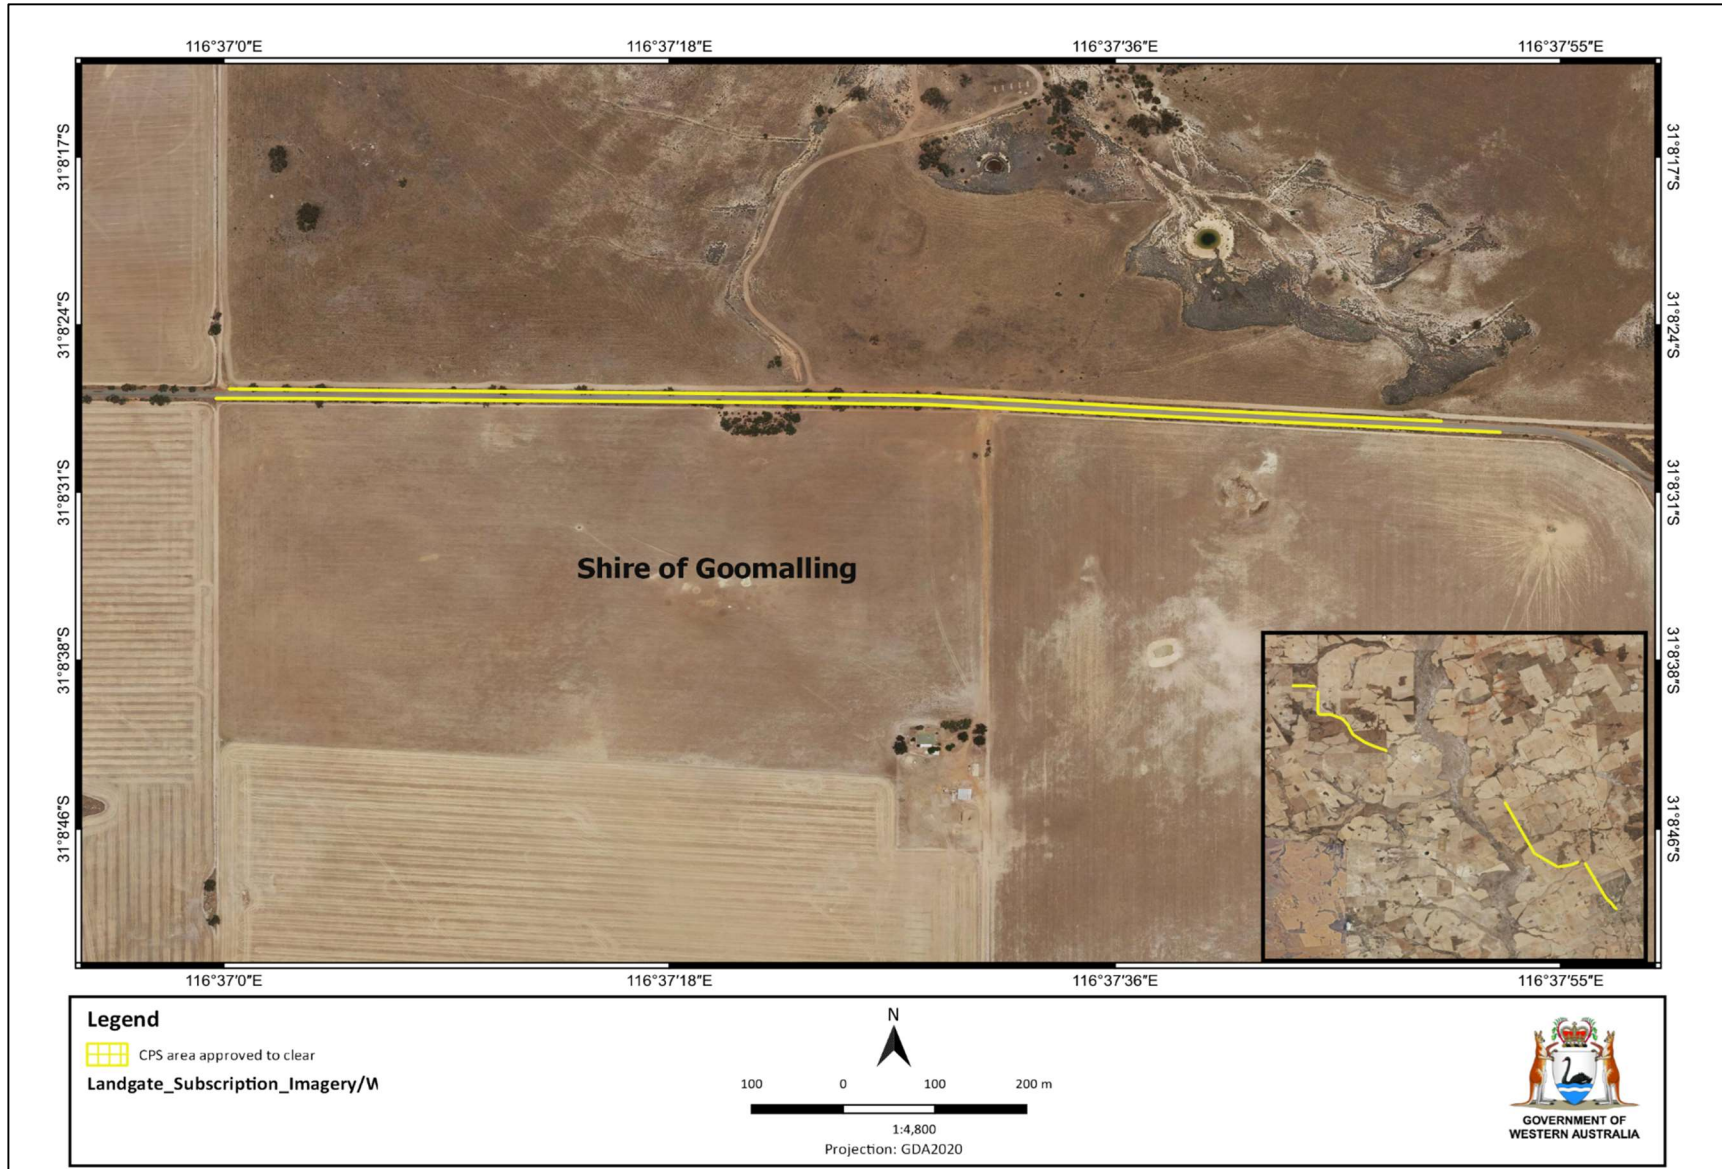 116°37'0"E 116°37'18"E 116°37'36"E 116°37'55"E
31°8'17"S 31°8'17"S
31°8'24"S 31°8'24"S
31°8'31"S 31°8'31"S
Shire of Goomalling
31°8'38"S 31°8'38"S
31°8'46"S 31°8'46"S
116°37'0"E 116°37'18"E 116°37'36"E 116°37'55"E
Legend
CPS area approved to clear
Landgate_Subscription_Imagery/W
N
100 0 100 200 m
1:4,800
Projection: GDA2020
GOVERNMENT OF
WESTERN AUSTRALIA